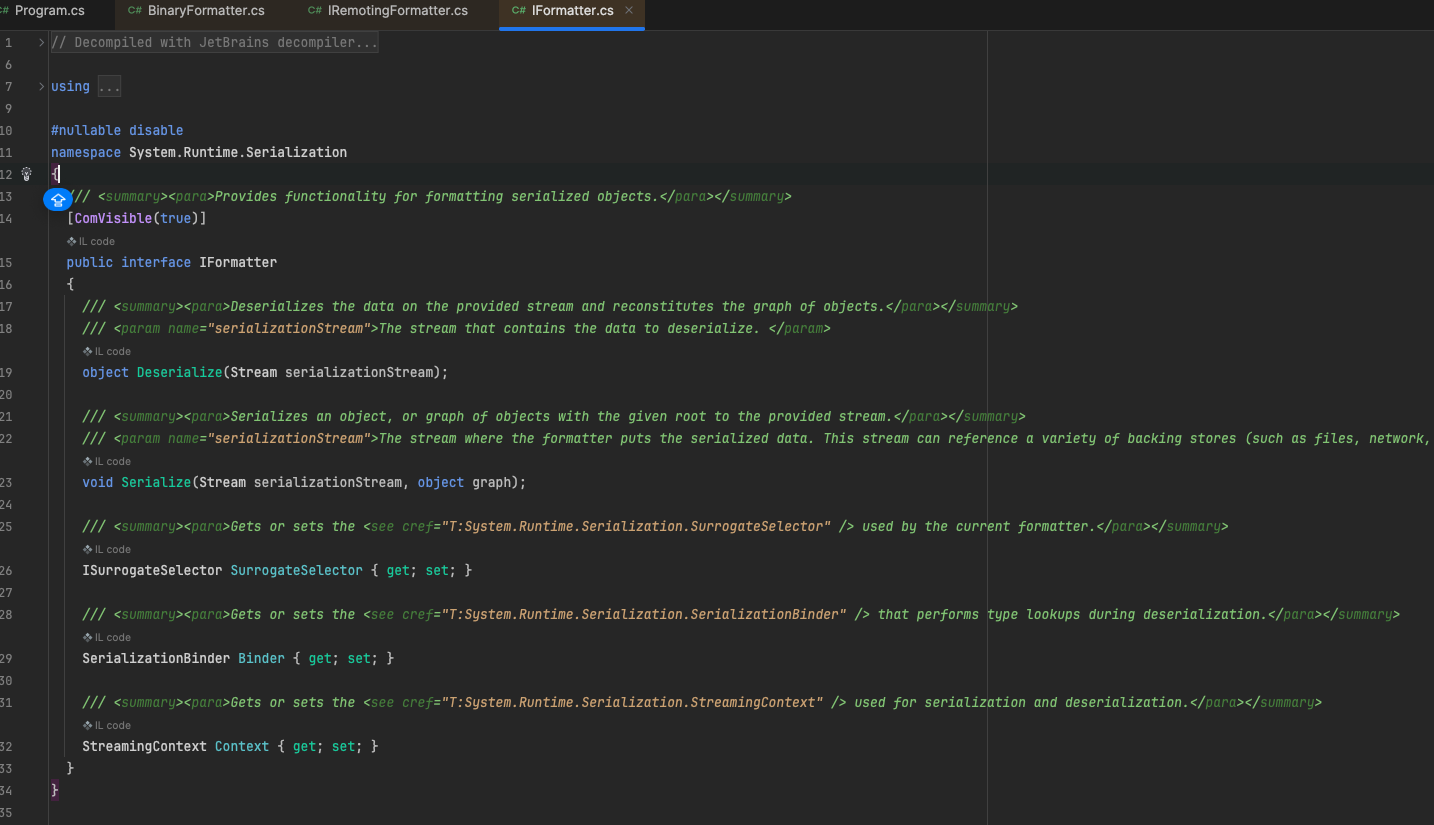 C# Program.cs C# BinaryFormatter.cs C# IRemotingFormatter.cs C# IFormatter.cs ×
1 // Decompiled with JetBrains decompiler...
6
7 using ...
9
10 #nullable disable
11 namespace System.Runtime.Serialization
12 {
13 /// <summary><para>Provides functionality for formatting serialized objects.</para></summary>
14 [ComVisible(true)]
IL code
15 public interface IFormatter
16 {
17 /// <summary><para>Deserializes the data on the provided stream and reconstitutes the graph of objects.</para></summary>
18 /// <param name="serializationStream">The stream that contains the data to deserialize. </param>
IL code
19 object Deserialize(Stream serializationStream);
20
21 /// <summary><para>Serializes an object, or graph of objects with the given root to the provided stream.</para></summary>
22 /// <param name="serializationStream">The stream where the formatter puts the serialized data. This stream can reference a variety of backing stores (such as files, network,
IL code
23 void Serialize(Stream serializationStream, object graph);
24
25 /// <summary><para>Gets or sets the <see cref="T:System.Runtime.Serialization.SurrogateSelector" /> used by the current formatter.</para></summary>
IL code
26 ISurrogateSelector SurrogateSelector { get; set; }
27
28 /// <summary><para>Gets or sets the <see cref="T:System.Runtime.Serialization.SerializationBinder" /> that performs type lookups during deserialization.</para></summary>
IL code
29 SerializationBinder Binder { get; set; }
30
31 /// <summary><para>Gets or sets the <see cref="T:System.Runtime.Serialization.StreamingContext" /> used for serialization and deserialization.</para></summary>
IL code
32 StreamingContext Context { get; set; }
33 }
34 }
35